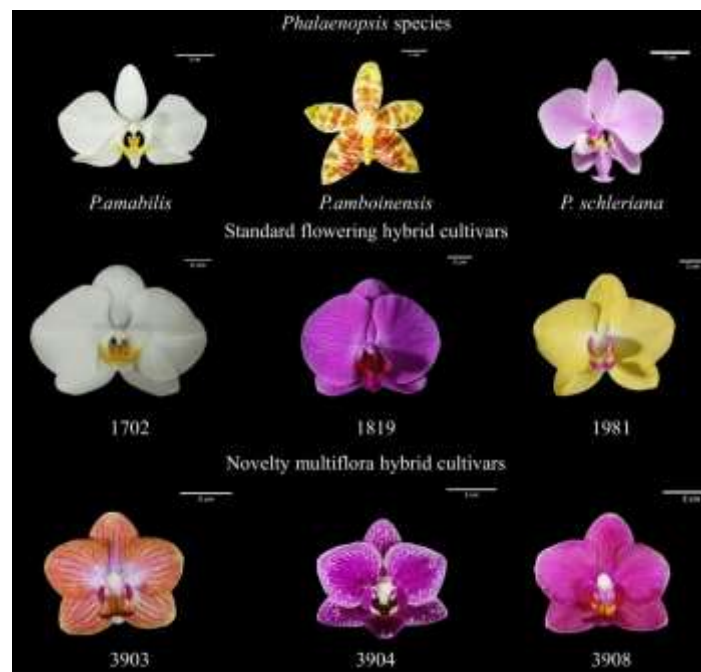 Phalaenopsis species
P.amabilis
P.amboinensis
P. schleriana
Standard flowering hybrid cultivars
1702
1819
1981
Novelty multiflora hybrid cultivars
3903
3904
3908